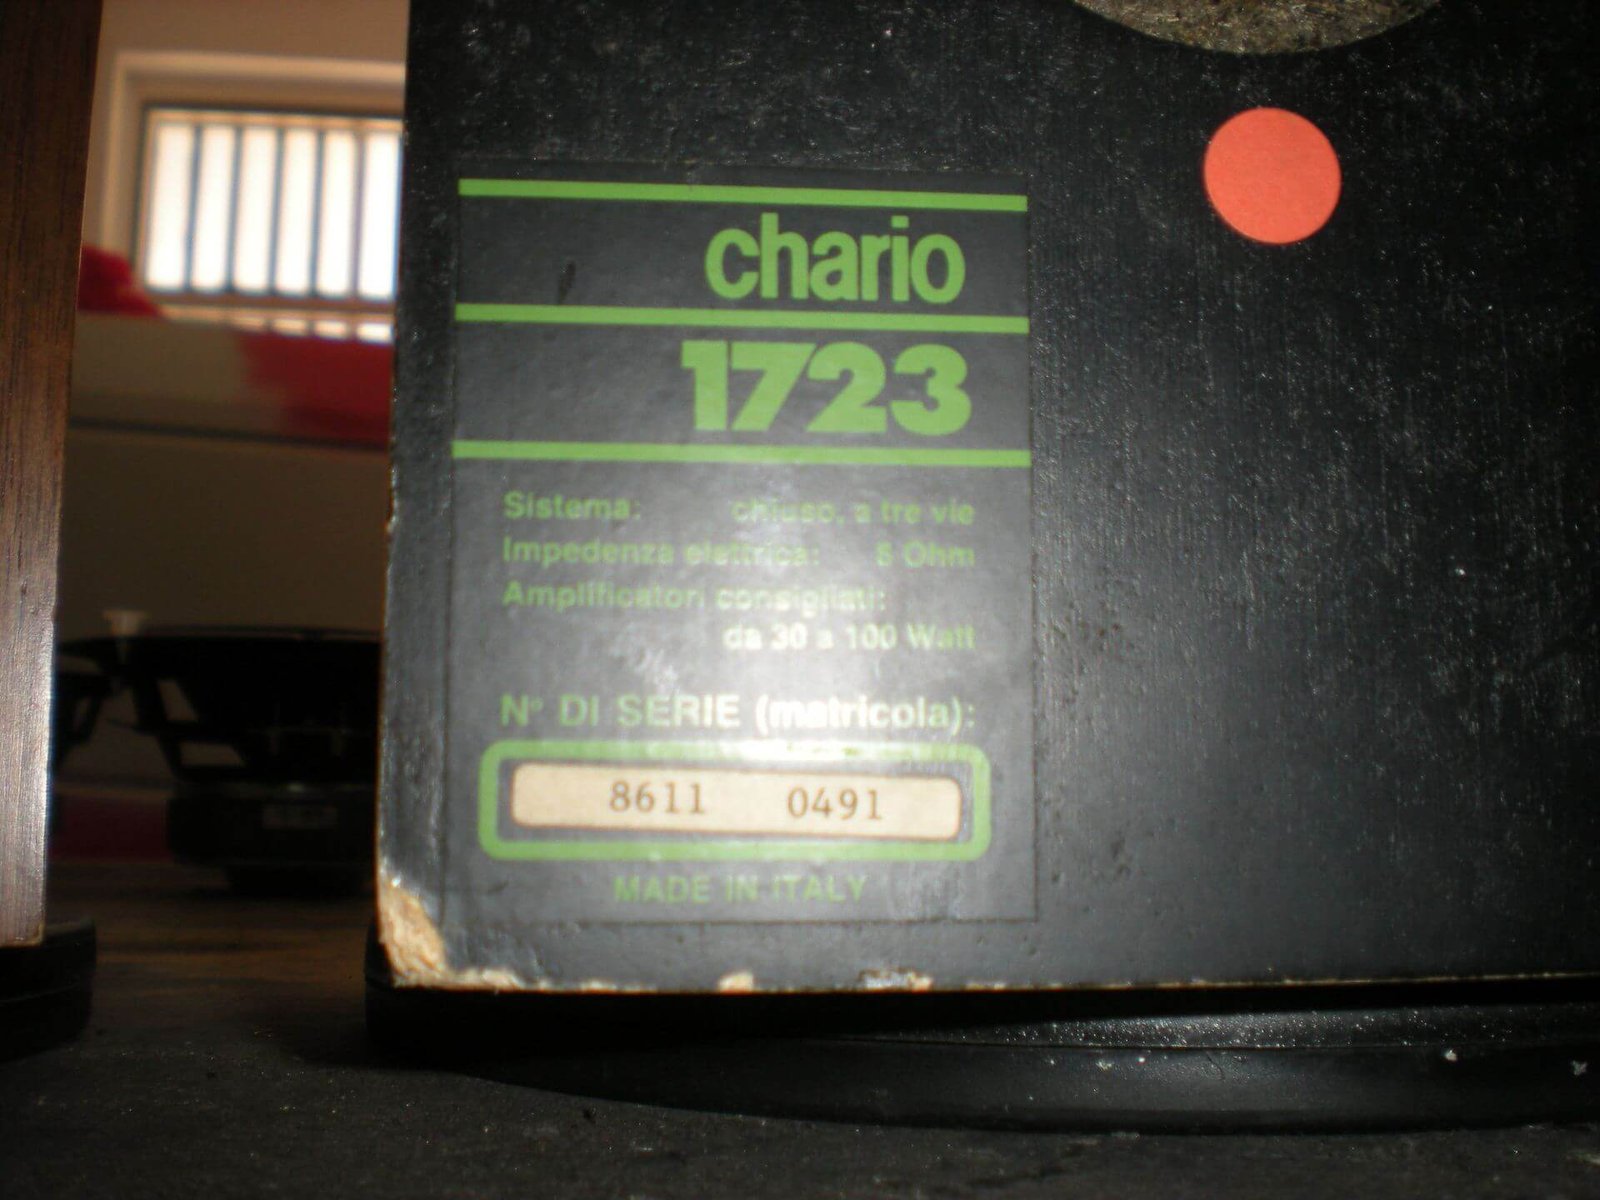 chario
1723
Sistema: chiuso, a tre vie
Impedenza elettrica: 5 Ohm
Amplificatori consigliati:
da 30 a 100 Watt
N° DI SERIE (matricola):
8611 0491
MADE IN ITALY